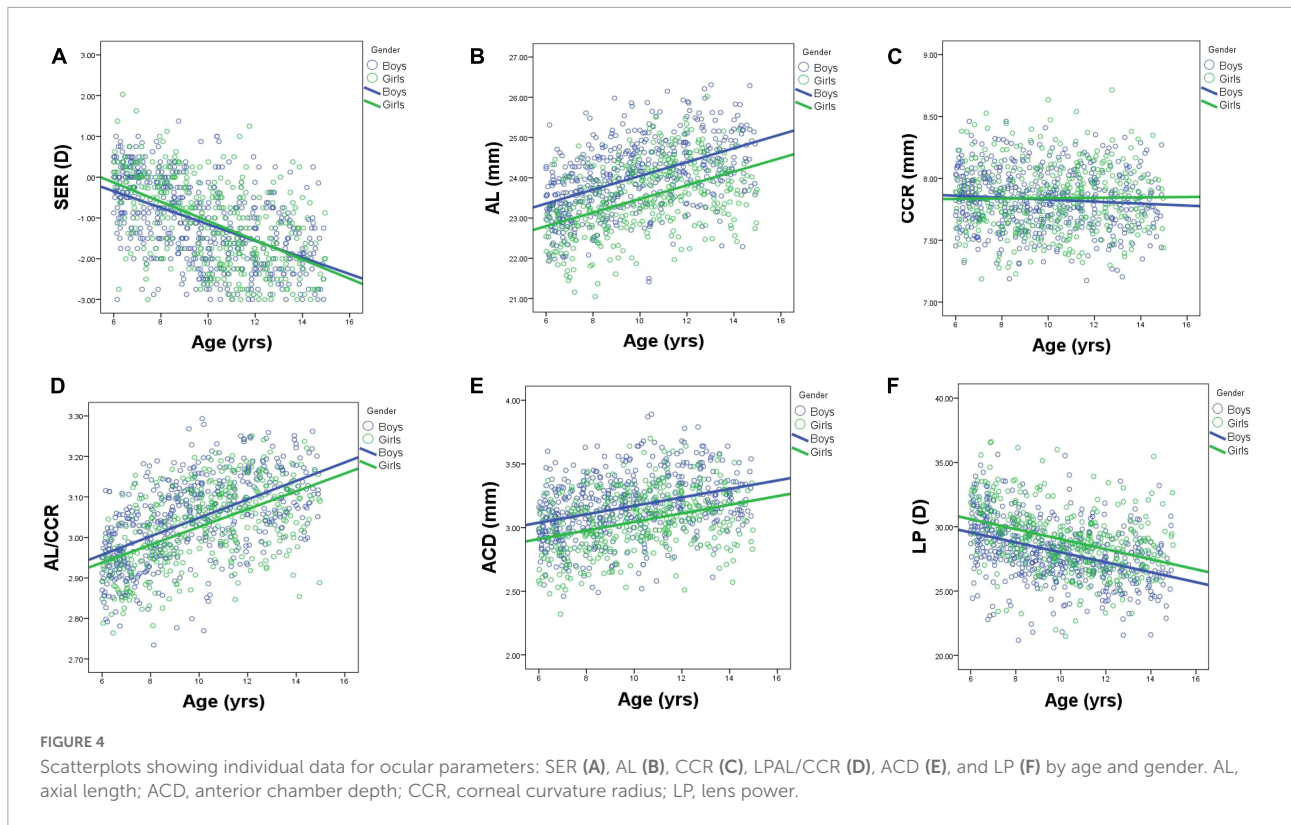 A
Gender
Boys
Girls
Boys
Girls
3.00
2.00
1.00
.00
-1.00
-2.00
-3.00
SER (D)
6 8 10 12 14 16
Age (yrs)
B
Gender
Boys
Girls
Boys
Girls
27.00
26.00
25.00
24.00
23.00
22.00
21.00
AL (mm)
6 8 10 12 14 16
Age (yrs)
C
Gender
Boys
Girls
Boys
Girls
9.00
8.50
8.00
7.50
7.00
CCR (mm)
6 8 10 12 14 16
Age (yrs)
D
Gender
Boys
Girls
Boys
Girls
3.30
3.20
3.10
3.00
2.90
2.80
2.70
AL/CCR
6 8 10 12 14 16
Age (yrs)
E
Gender
Boys
Girls
Boys
Girls
4.00
3.50
3.00
2.50
2.00
ACD (mm)
6 8 10 12 14 16
Age (yrs)
F
Gender
Boys
Girls
Boys
Girls
40.00
35.00
30.00
25.00
20.00
LP (D)
6 8 10 12 14 16
Age (yrs)
FIGURE 4
Scatterplots showing individual data for ocular parameters: SER (A), AL (B), CCR (C), LPAL/CCR (D), ACD (E), and LP (F) by age and gender. AL,
axial length; ACD, anterior chamber depth; CCR, corneal curvature radius; LP, lens power.